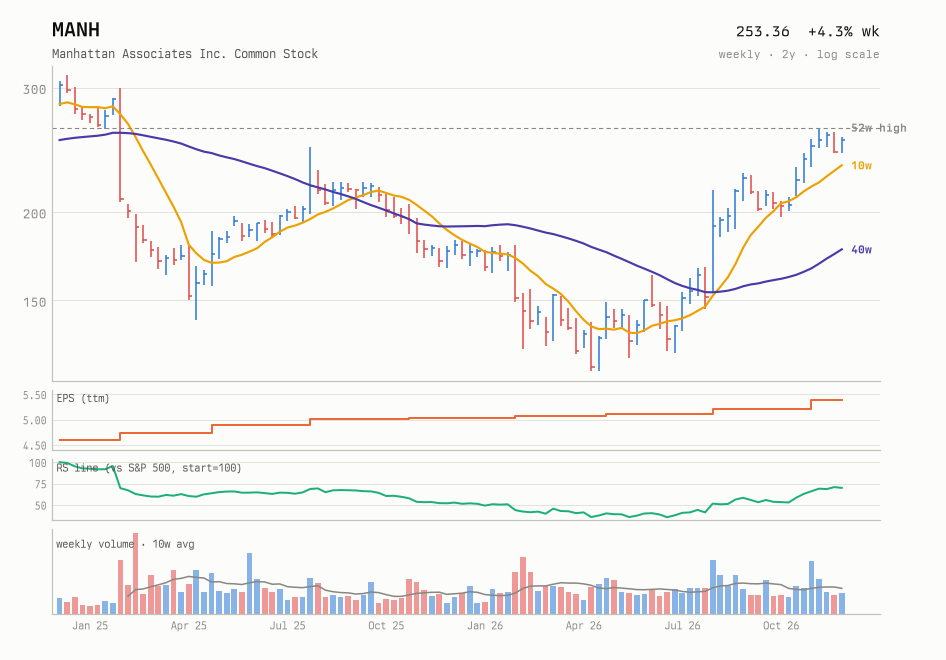 MANH
253.36 +4.3% wk
Manhattan Associates Inc. Common Stock
weekly · 2y · log scale
300
52w high
10w
200
40w
150
5.50
EPS (ttm)
5.00
4.50
100
RS line (vs S&P 500, start=100)
75
50
weekly volume · 10w avg
Jan 25 Apr 25 Jul 25 Oct 25 Jan 26 Apr 26 Jul 26 Oct 26